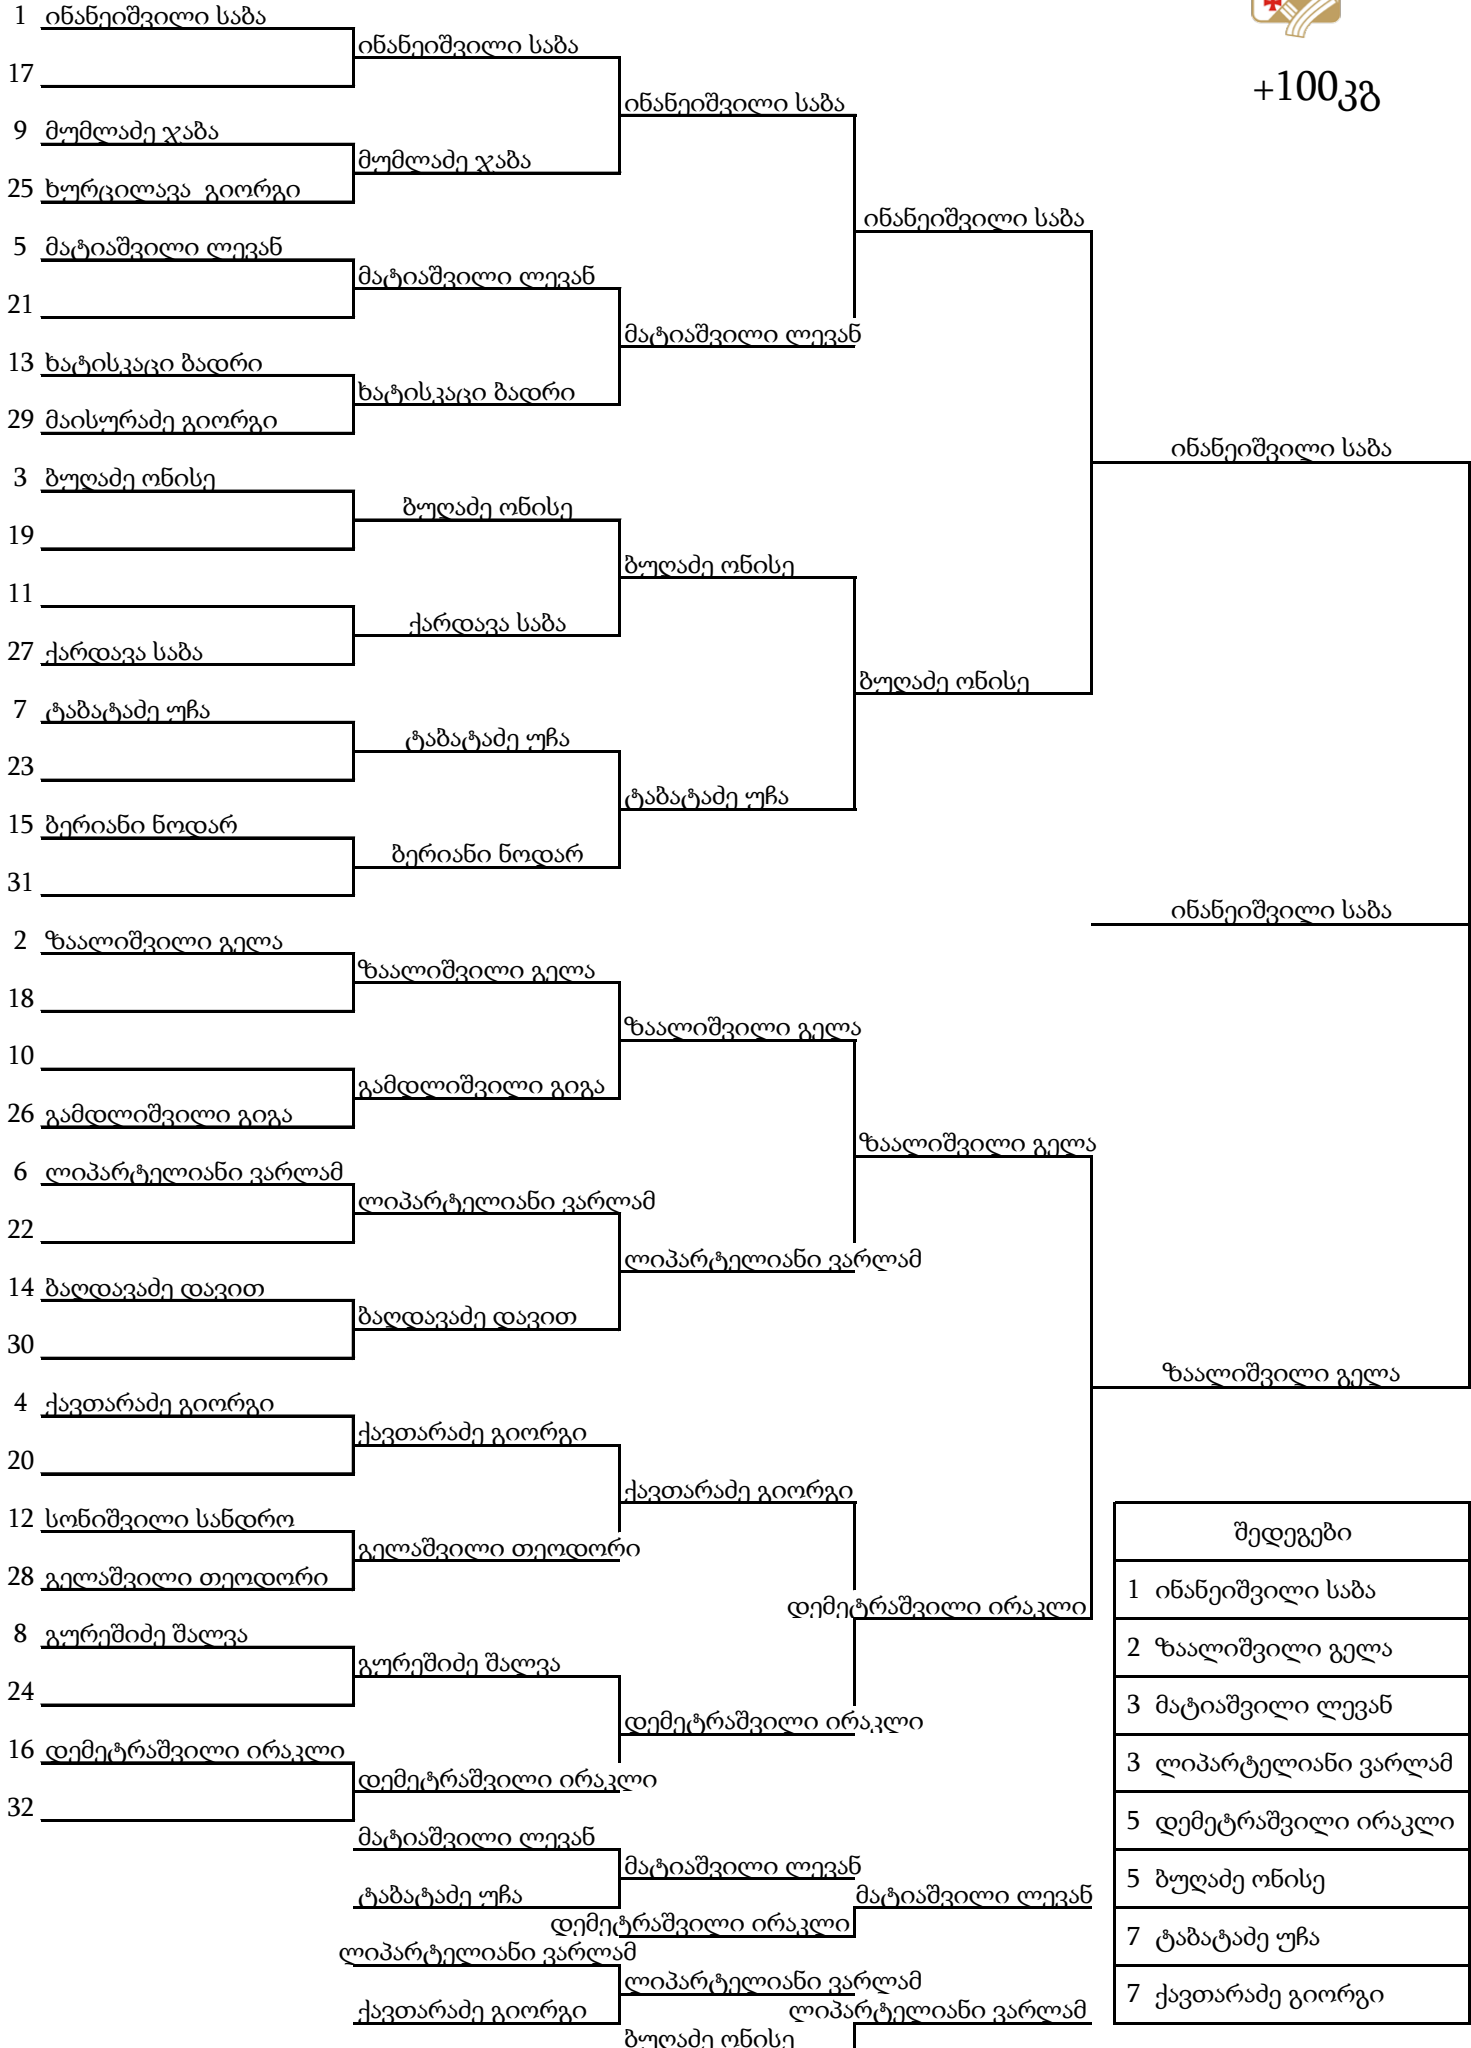 1 ინანეიშვილი საბა
ინანეიშვილი საბა
17
+100კგ
ინანეიშვილი საბა
9 მუმლაძე ჯაბა
მუმლაძე ჯაბა
25 ხურცილავა გიორგი
ინანეიშვილი საბა
5 მატიაშვილი ლევან
მატიაშვილი ლევან
21
მატიაშვილი ლევან
13 ხატისკაცი ბადრი
ხატისკაცი ბადრი
29 მაისურაძე გიორგი
ინანეიშვილი საბა
3 ბუღაძე ონისე
ბუღაძე ონისე
19
ბუღაძე ონისე
11
ქარდავა საბა
27 ქარდავა საბა
ბუღაძე ონისე
7 ტაბატაძე უჩა
ტაბატაძე უჩა
23
ტაბატაძე უჩა
15 ბერიანი ნოდარ
ბერიანი ნოდარ
31
ინანეიშვილი საბა
2 ზაალიშვილი გელა
ზაალიშვილი გელა
18
ზაალიშვილი გელა
10
გამდლიშვილი გიგა
26 გამდლიშვილი გიგა
ზაალიშვილი გელა
6 ლიპარტელიანი ვარლამ
ლიპარტელიანი ვარლამ
22
ლიპარტელიანი ვარლამ
14 ბაღდავაძე დავით
ბაღდავაძე დავით
30
ზაალიშვილი გელა
4 ქავთარაძე გიორგი
ქავთარაძე გიორგი
20
ქავთარაძე გიორგი
12 სონიშვილი სანდრო
გელაშვილი თეოდორი
28 გელაშვილი თეოდორი
დემეტრაშვილი ირაკლი
8 გურეშიძე შალვა
გურეშიძე შალვა
24
დემეტრაშვილი ირაკლი
16 დემეტრაშვილი ირაკლი
დემეტრაშვილი ირაკლი
32
მატიაშვილი ლევან
მატიაშვილი ლევან
ტაბატაძე უჩა
მატიაშვილი ლევან
დემეტრაშვილი ირაკლი
ლიპარტელიანი ვარლამ
ლიპარტელიანი ვარლამ
ქავთარაძე გიორგი
ლიპარტელიანი ვარლამ
ბუღაძე ონისე
შედეგები
1 ინანეიშვილი საბა
2 ზაალიშვილი გელა
3 მატიაშვილი ლევან
3 ლიპარტელიანი ვარლამ
5 დემეტრაშვილი ირაკლი
5 ბუღაძე ონისე
7 ტაბატაძე უჩა
7 ქავთარაძე გიორგი